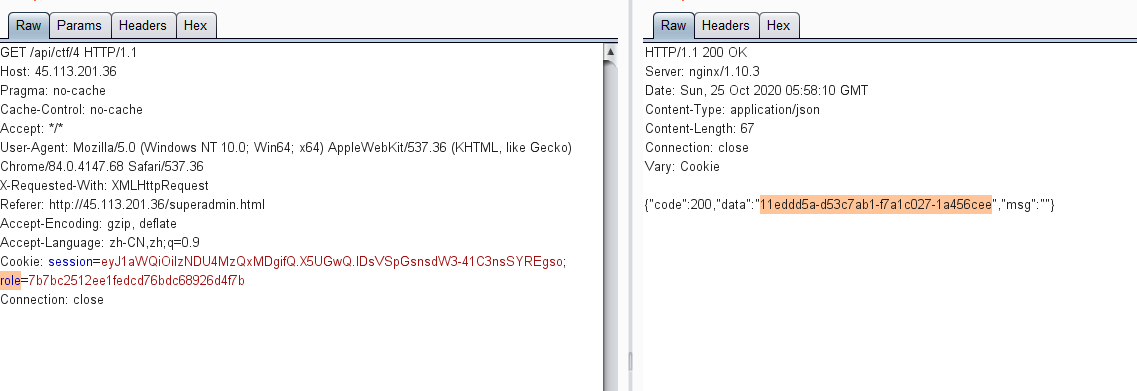 Raw Params Headers Hex
GET /api/ctf/4 HTTP/1.1
Host: 45.113.201.36
Pragma: no-cache
Cache-Control: no-cache
Accept: */*
User-Agent: Mozilla/5.0 (Windows NT 10.0; Win64; x64) AppleWebKit/537.36 (KHTML, like Gecko)
Chrome/84.0.4147.68 Safari/537.36
X-Requested-With: XMLHttpRequest
Referer: http://45.113.201.36/superadmin.html
Accept-Encoding: gzip, deflate
Accept-Language: zh-CN,zh;q=0.9
Cookie: session=eyJ1aWQiOiIzNDU4MzQxMDgifQ.X5UGwQ.IDsVSpGsnsdW3-41C3nsSYREgso;
role=7b7bc2512ee1fedcd76bdc68926d4f7b
Connection: close
Raw Headers Hex
HTTP/1.1 200 OK
Server: nginx/1.10.3
Date: Sun, 25 Oct 2020 05:58:10 GMT
Content-Type: application/json
Content-Length: 67
Connection: close
Vary: Cookie
{"code":200,"data":"11eddd5a-d53c7ab1-f7a1c027-1a456cee","msg":""}